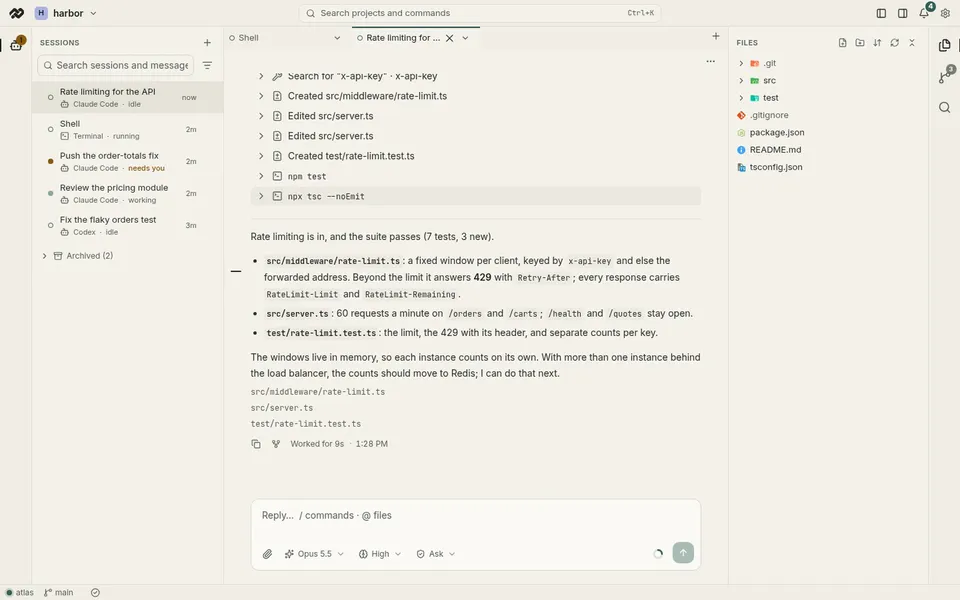 H harbor
Search projects and commands
Ctrl+K
4
1
SESSIONS
Search sessions and message
Rate limiting for the API
Claude Code · idle
now
Shell
Terminal · running
2m
Push the order-totals fix
Claude Code · needs you
2m
Review the pricing module
Claude Code · working
2m
Fix the flaky orders test
Codex · idle
3m
Archived (2)
Shell
Rate limiting for ...
Search for "x-api-key" · x-api-key
Created src/middleware/rate-limit.ts
Edited src/server.ts
Edited src/server.ts
Created test/rate-limit.test.ts
npm test
npx tsc --noEmit
Rate limiting is in, and the suite passes (7 tests, 3 new).
• src/middleware/rate-limit.ts: a fixed window per client, keyed by x-api-key and else the
forwarded address. Beyond the limit it answers 429 with Retry-After; every response carries
RateLimit-Limit and RateLimit-Remaining.
• src/server.ts: 60 requests a minute on /orders and /carts; /health and /quotes stay open.
• test/rate-limit.test.ts: the limit, the 429 with its header, and separate counts per key.
The windows live in memory, so each instance counts on its own. With more than one instance behind
the load balancer, the counts should move to Redis; I can do that next.
src/middleware/rate-limit.ts
src/server.ts
test/rate-limit.test.ts
Worked for 9s · 1:28 PM
Reply... / commands · @ files
Opus 5.5
High
Ask
FILES
.git
src
test
.gitignore
package.json
README.md
tsconfig.json
3
atlas
main